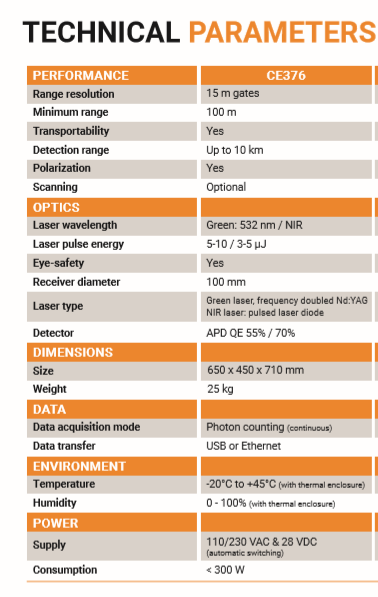 TECHNICAL PARAMETERS
PERFORMANCE CE376
Range resolution 15 m gates
Minimum range 100 m
Transportability Yes
Detection range Up to 10 km
Polarization Yes
Scanning Optional
OPTICS
Laser wavelength Green: 532 nm / NIR
Laser pulse energy 5-10 / 3-5 µJ
Eye-safety Yes
Receiver diameter 100 mm
Laser type Green laser, frequency doubled Nd:YAG
NIR laser: pulsed laser diode
Detector APD QE 55% / 70%
DIMENSIONS
Size 650 x 450 x 710 mm
Weight 25 kg
DATA
Data acquisition mode Photon counting (continuous)
Data transfer USB or Ethernet
ENVIRONMENT
Temperature -20°C to +45°C (with thermal enclosure)
Humidity 0 - 100% (with thermal enclosure)
POWER
Supply 110/230 VAC & 28 VDC
(automatic switching)
Consumption < 300 W